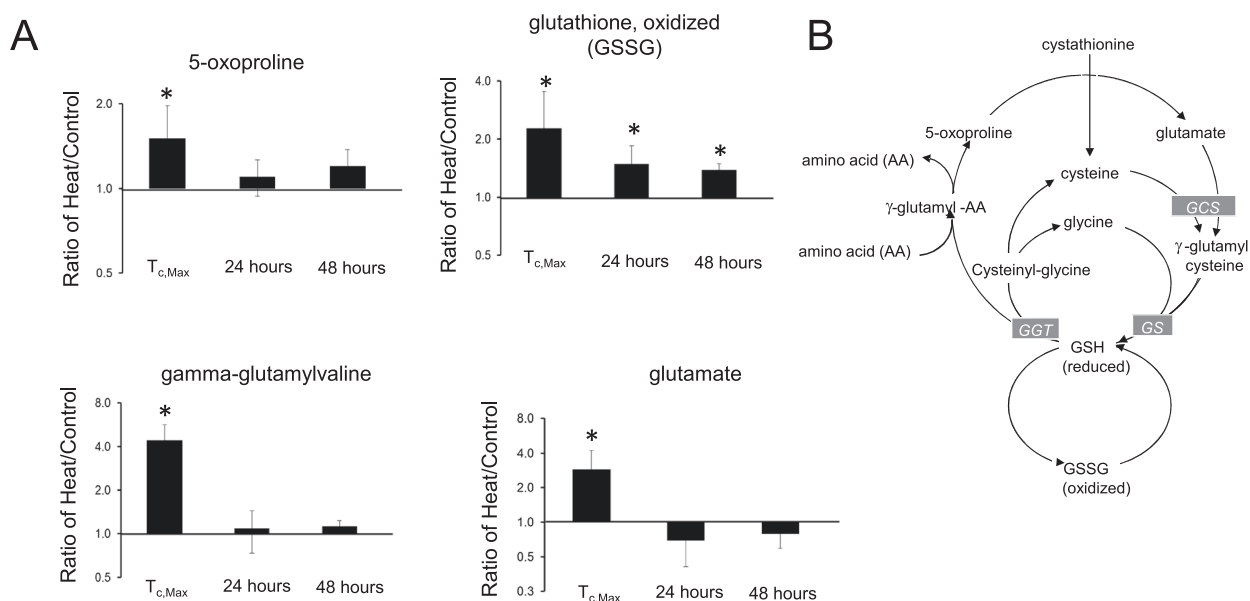 A
5-oxoproline
Ratio of Heat/Control
2.0
1.0
0.5
*
Tc,Max
24 hours
48 hours
glutathione, oxidized
(GSSG)
Ratio of Heat/Control
4.0
2.0
1.0
0.5
*
*
*
Tc,Max
24 hours
48 hours
gamma-glutamylvaline
Ratio of Heat/Control
8.0
4.0
2.0
1.0
0.5
*
Tc,Max
24 hours
48 hours
glutamate
Ratio of Heat/Control
8.0
4.0
2.0
1.0
0.5
0.3
*
Tc,Max
24 hours
48 hours
B
cystathionine
5-oxoproline
glutamate
amino acid (AA)
cysteine
γ-glutamyl -AA
GCS
glycine
amino acid (AA)
γ -glutamyl
cysteine
Cysteinyl-glycine
GGT
GS
GSH
(reduced)
GSSG
(oxidized)